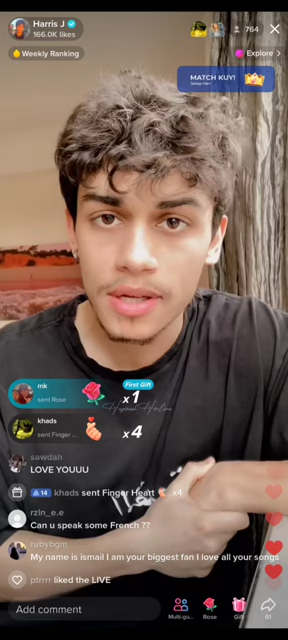 Harris J
166.0K likes
764
Weekly Ranking
Explore
MATCH KUY!
mk
sent Rose
First Gift
x1
khads
sent Finger ...
x4
sawdah
LOVE YOUUU
14 khads sent Finger Heart x4
rzln_e.e
Can u speak some French ??
rubybgm
My name is ismail I am your biggest fan I love all your songs
ptrrrr liked the LIVE
Add comment
Multi-gu...
Rose
Gift
61